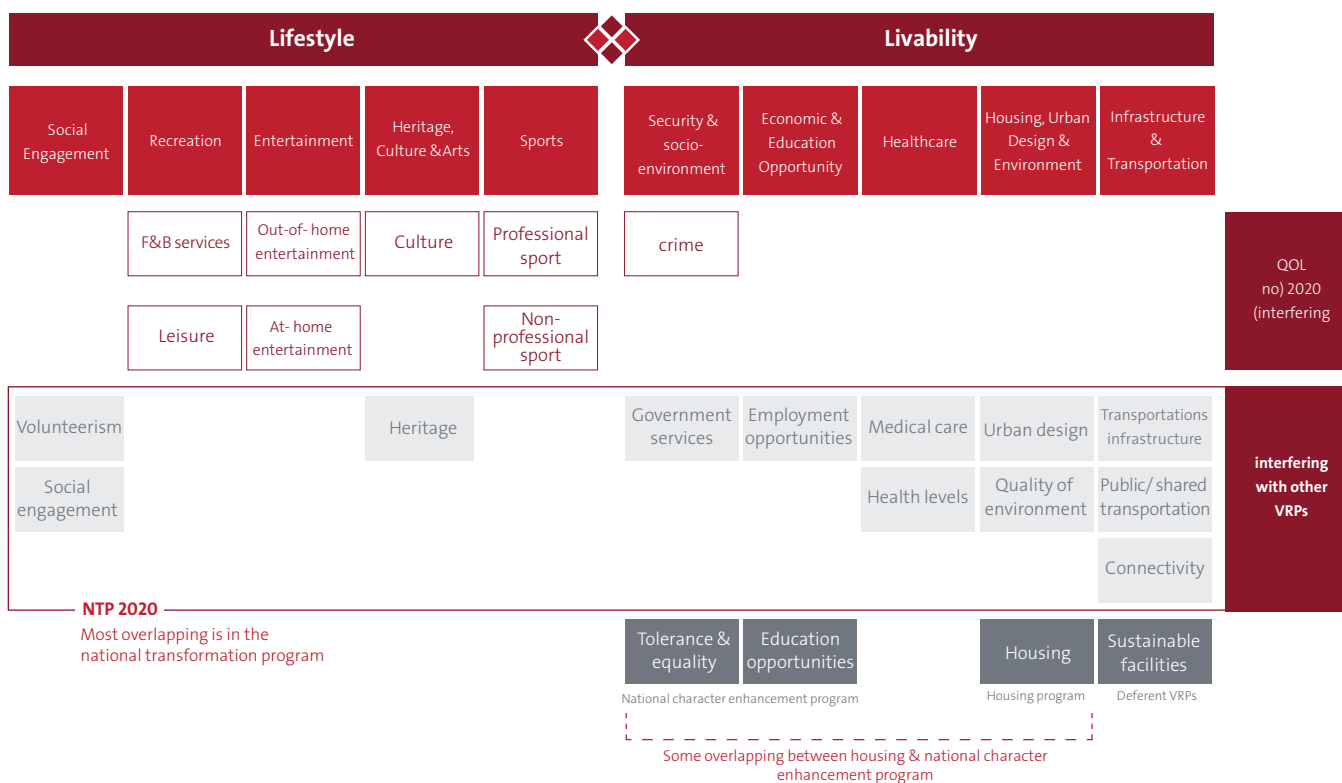 Lifestyle
Livability
Social
Engagement
Recreation
Entertainment
Heritage,
Culture &Arts
Sports
Security &
socio-
environment
Economic &
Education
Opportunity
Healthcare
Housing, Urban
Design &
Environment
Infrastructure
&
Transportation
F&B services
Out-of- home
entertainment
Culture
Professional
sport
crime
QOL
no) 2020
(interfering
Leisure
At- home
entertainment
Non-
professional
sport
Volunteerism
Heritage
Government
services
Employment
opportunities
Medical care
Urban design
Transportations
infrastructure
interfering
with other
VRPs
Social
engagement
Health levels
Quality of
environment
Public/ shared
transportation
Connectivity
NTP 2020
Most overlapping is in the
national transformation program
Tolerance &
equality
Education
opportunities
Housing
Sustainable
facilities
National character enhancement program
Housing program
Deferent VRPs
Some overlapping between housing & national character
enhancement program